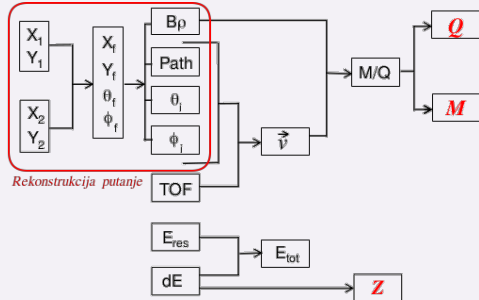 X1
Y1
X2
Y2
Xf
Yf
θf
ϕf
Bρ
Path
θi
ϕi
Rekonstrukcija putanje
TOF
v
M/Q
Q
M
Eres
dE
Etot
Z